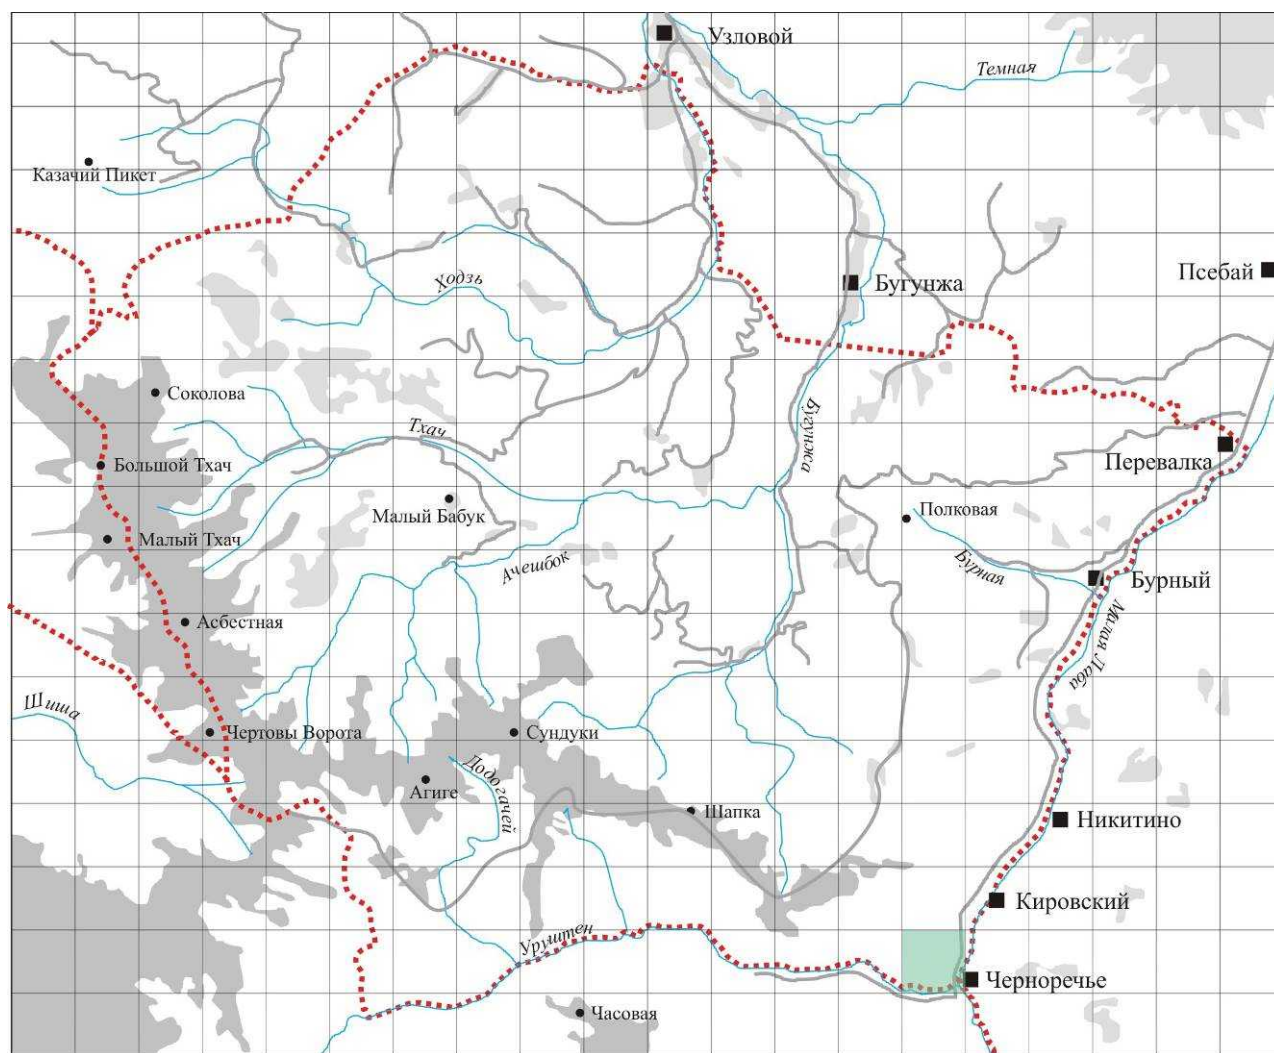 Узловой
Темная
Казачий Пикет
Ходзь
Бугунжа
Псебай
Соколова
Тхач
Бугунжа
Большой Тхач
Перевалка
Малый Бабук
Полковая
Малый Тхач
Ачешбок
Бурная
Бурный
Асбестная
Малая Лаба
Шиша
Чертовы Ворота
Сундуки
Додогачей
Агиге
Шапка
Никитино
Кировский
Уруштен
Черноречье
Часовая